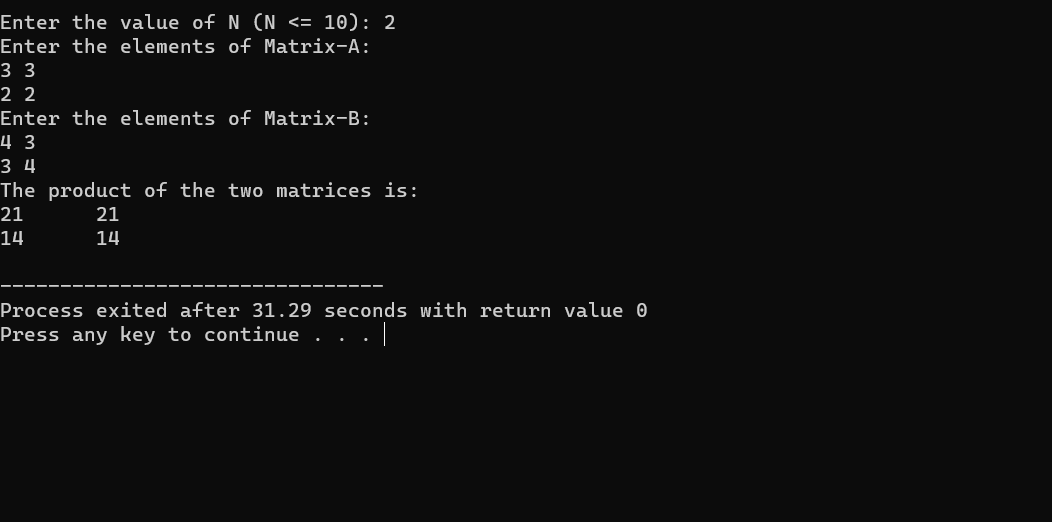 Enter the value of N (N <= 10): 2
Enter the elements of Matrix-A:
3 3
2 2
Enter the elements of Matrix-B:
4 3
3 4
The product of the two matrices is:
21      21
14      14
--------------------------------
Process exited after 31.29 seconds with return value 0
Press any key to continue . . .